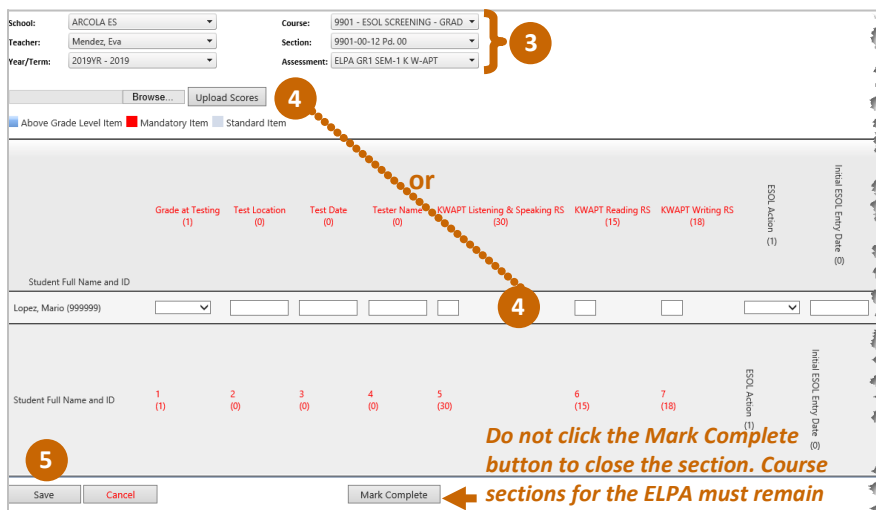 School: ARCOLA ES Course: 9901 - ESOL SCREENING - GRAD
Teacher: Mendez, Eva Section: 9901-00-12 Pd. 00
Year/Term: 2019YR - 2019 Assessment: ELPA GR1 SEM-1 K W-APT
3
Browse... Upload Scores
4
Above Grade Level Item Mandatory Item Standard Item
or
Grade at Testing (1)
Test Location (0)
Test Date (0)
Tester Name (0)
KWAPT Listening & Speaking RS (30)
KWAPT Reading RS (15)
KWAPT Writing RS (18)
ESOL Action (1)
Initial ESOL Entry Date (0)
Student Full Name and ID
Lopez, Mario (999999)
4
Student Full Name and ID
1 (1)
2 (0)
3 (0)
4 (0)
5 (30)
6 (15)
7 (18)
ESOL Action (1)
Initial ESOL Entry Date (0)
5
Save Cancel Mark Complete
Do not click the Mark Complete
button to close the section. Course
sections for the ELPA must remain